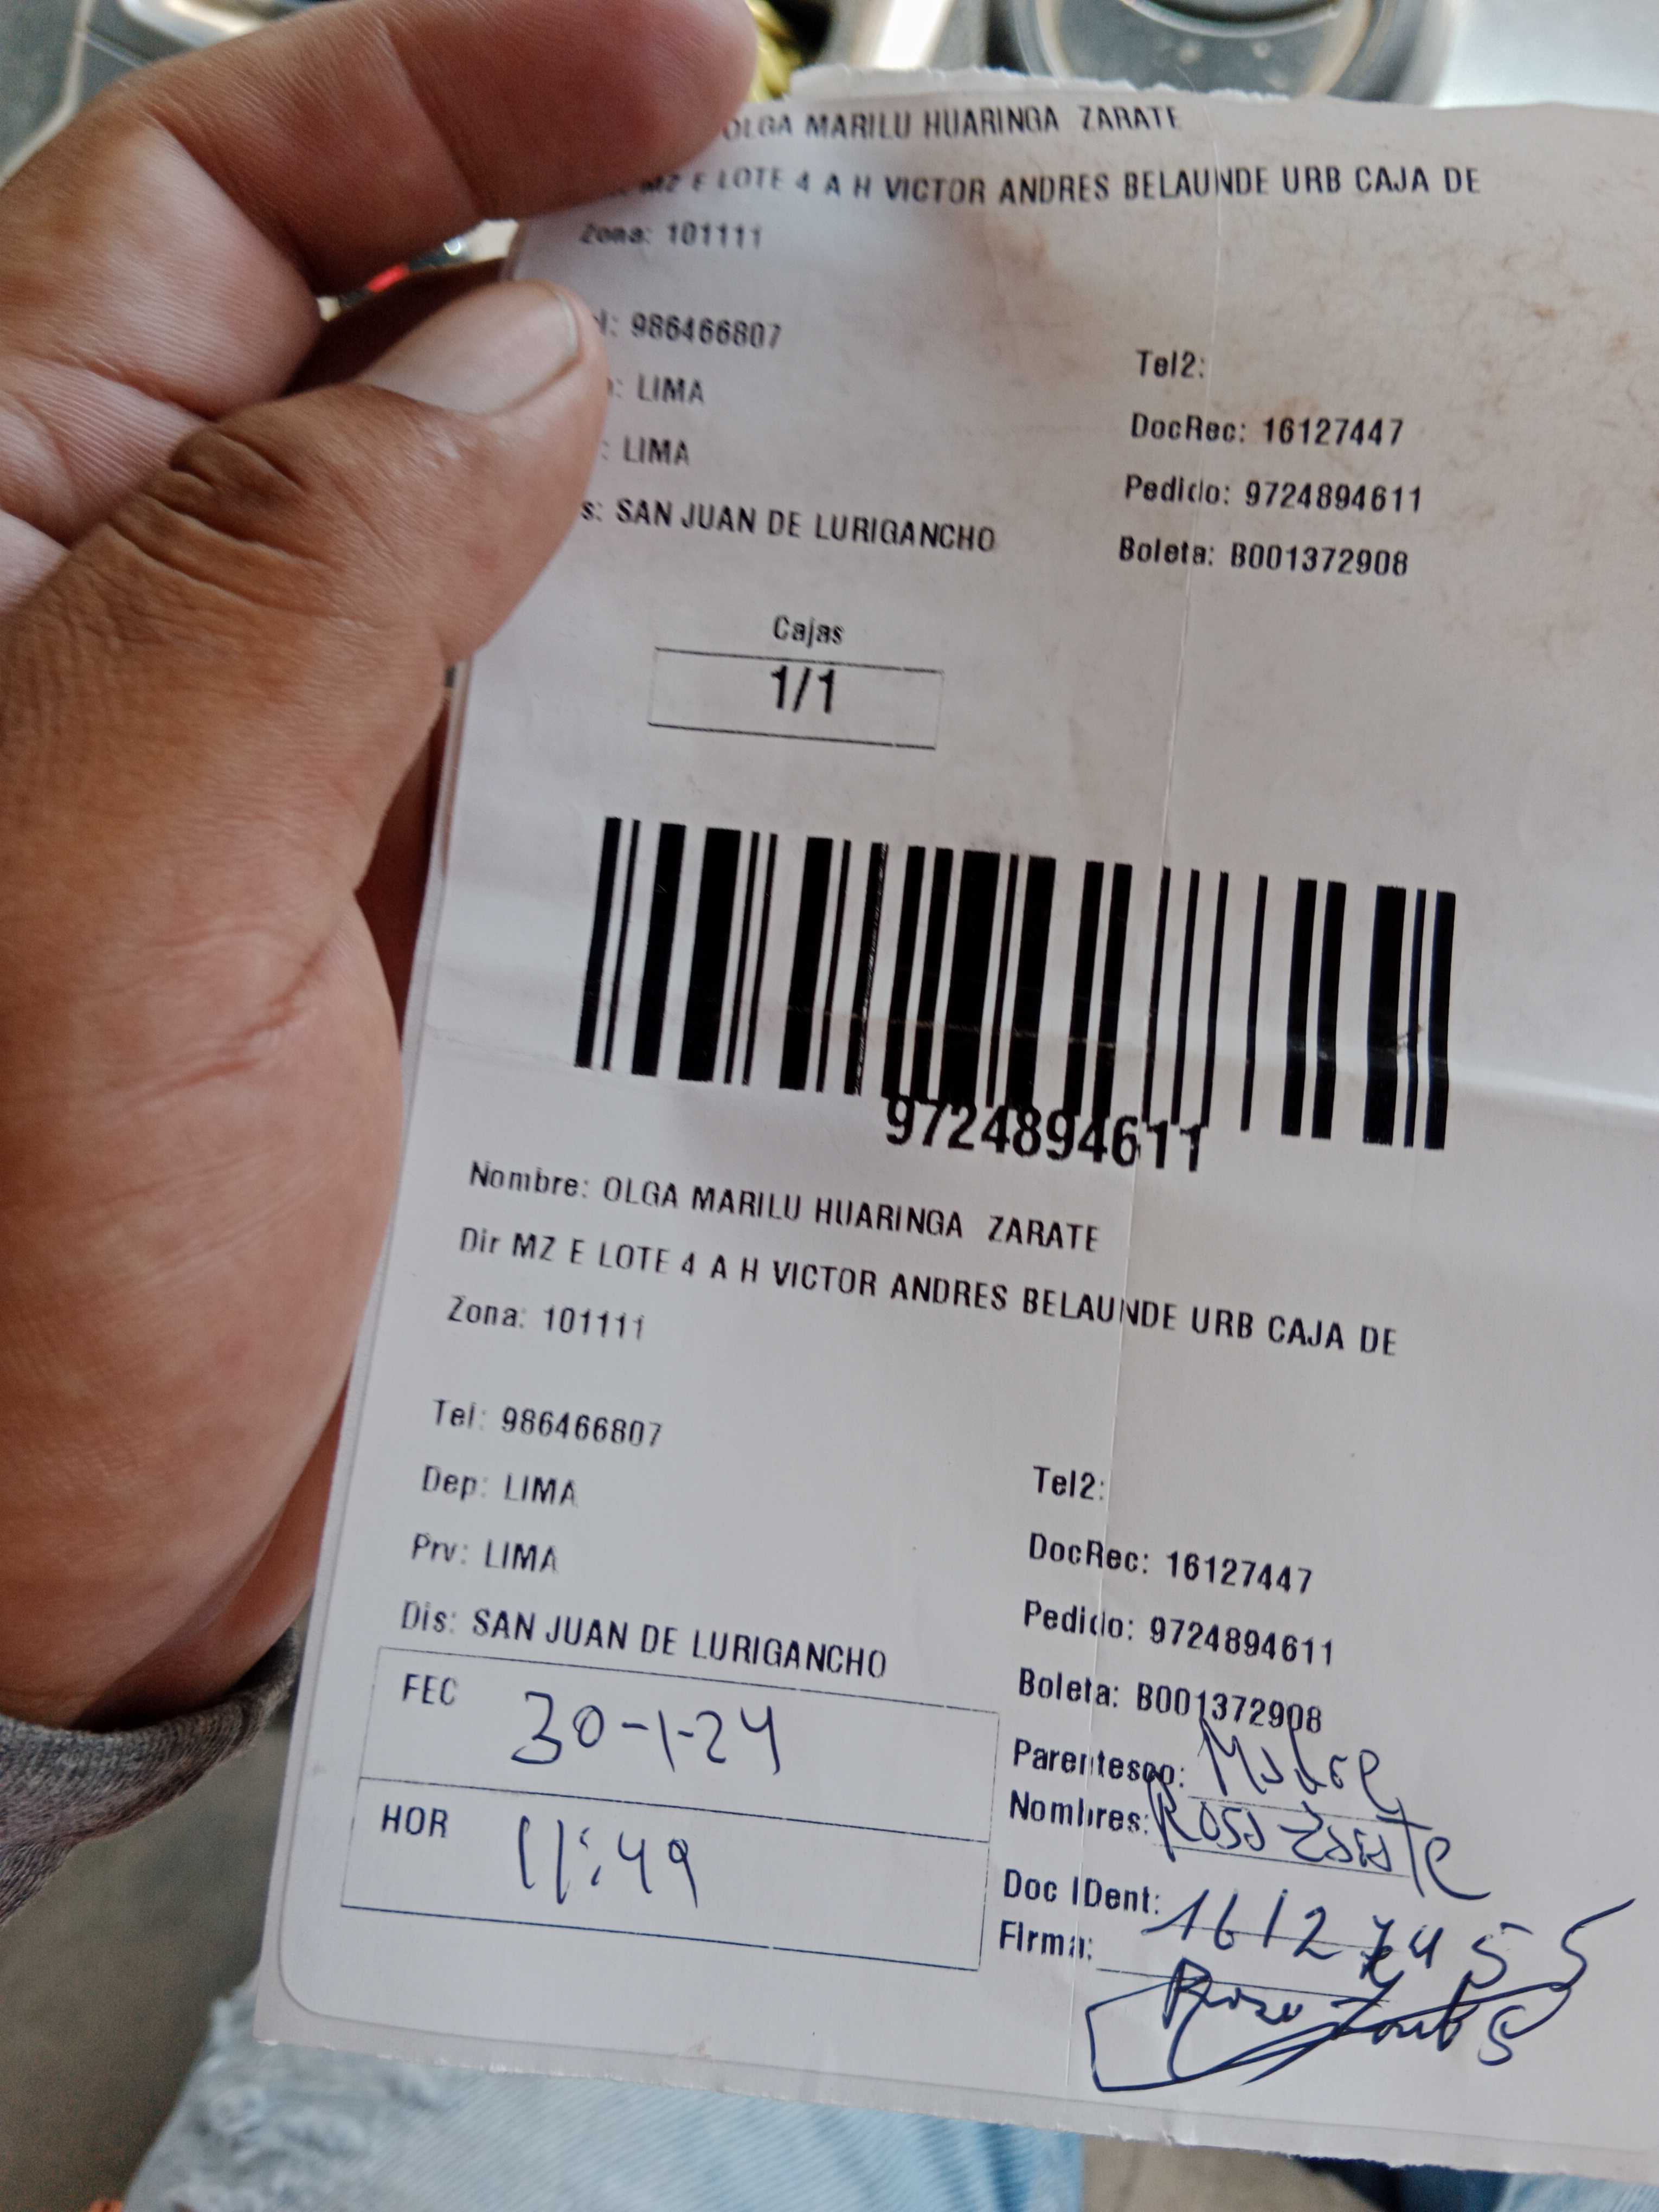 OLGA MARILU HUARINGA ZARATE
MZ E LOTE 4 A H VICTOR ANDRES BELAUNDE URB CAJA DE
Zona: 101111
: 986466807
Tel2:
: LIMA
DocRec: 16127447
: LIMA
Pedido: 9724894611
s: SAN JUAN DE LURIGANCHO
Boleta: B001372908
Cajas
1/1
9724894611
Nombre: OLGA MARILU HUARINGA ZARATE
Dir MZ E LOTE 4 A H VICTOR ANDRES BELAUNDE URB CAJA DE
Zona: 101111
Tel: 986466807
Tel2:
Dep: LIMA
DocRec: 16127447
Prv: LIMA
Pedido: 9724894611
Dis: SAN JUAN DE LURIGANCHO
Boleta: B001372908
FEC 30-1-24
Parentesco: Madre
Nombres: Rosa Zarate
HOR 11:49
Doc IDent: 16127455
Firma: